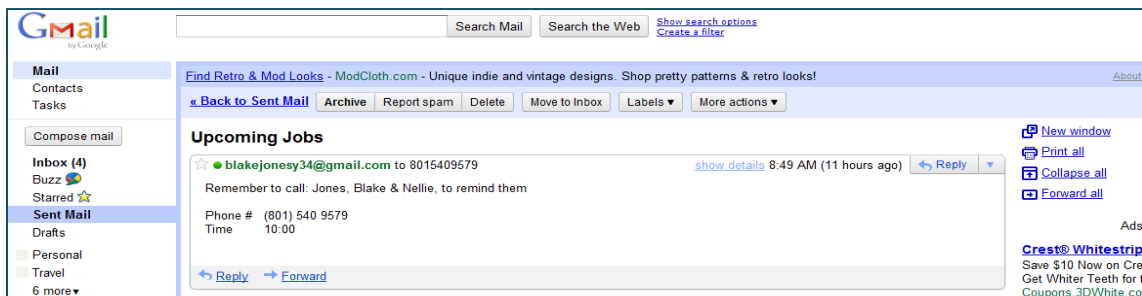 Gmail
by Google
Search Mail Search the Web Show search options
Create a filter
Mail
Contacts
Tasks
Compose mail
Inbox (4)
Buzz
Starred
Sent Mail
Drafts
Personal
Travel
6 more▾
Find Retro & Mod Looks - ModCloth.com - Unique indie and vintage designs. Shop pretty patterns & retro looks! About
« Back to Sent Mail Archive Report spam Delete Move to Inbox Labels ▾ More actions ▾
Upcoming Jobs
blakejonesy34@gmail.com to 8015409579 show details 8:49 AM (11 hours ago) Reply
Remember to call: Jones, Blake & Nellie, to remind them
Phone # (801) 540 9579
Time 10:00
Reply Forward
New window
Print all
Collapse all
Forward all
Ads
Crest® Whitestrip
Save $10 Now on Cre
Get Whiter Teeth for
Coupons.3DWhite.co